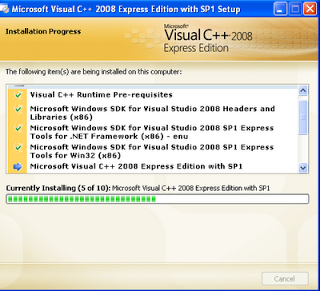 Microsoft Visual C++ 2008 Express Edition with SP1 Setup
Installation Progress
Microsoft
Visual C++ 2008
Express Edition
The following item(s) are being installed on this computer:
Visual C++ Runtime Pre-requisites
Microsoft Windows SDK for Visual Studio 2008 Headers and
Libraries (x86)
Microsoft Windows SDK for Visual Studio 2008 SP1 Express
Tools for .NET Framework (x86) - enu
Microsoft Windows SDK for Visual Studio 2008 SP1 Express
Tools for Win32 (x86)
Microsoft Visual C++ 2008 Express Edition with SP1
Currently Installing (5 of 10): Microsoft Visual C++ 2008 Express Edition with SP1
Cancel